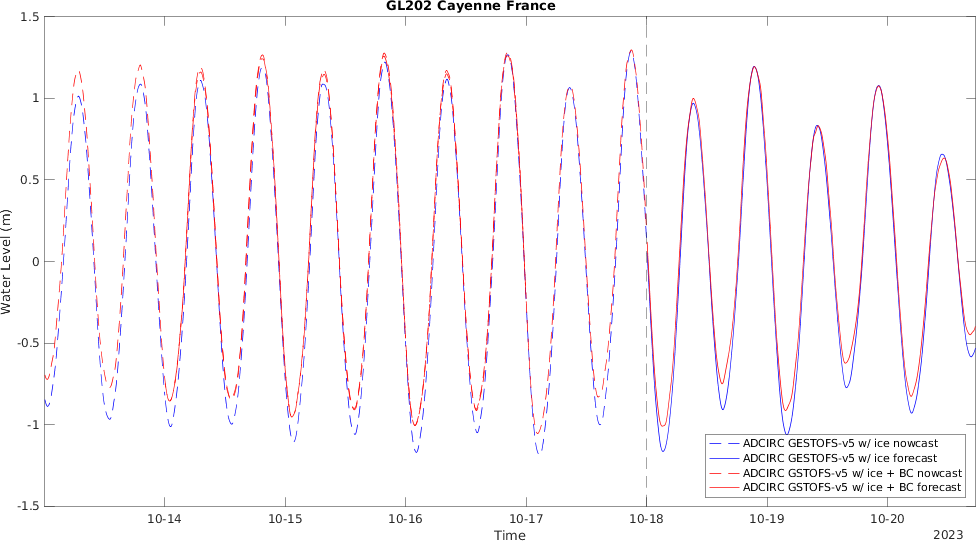 GL202 Cayenne France
1.5
1
0.5
0
-0.5
-1
-1.5
Water Level (m)
10-14 10-15 10-16 10-17 10-18 10-19 10-20
Time
2023
ADCIRC GESTOFS-v5 w/ ice nowcast
ADCIRC GESTOFS-v5 w/ ice forecast
ADCIRC GSTOFS-v5 w/ ice + BC nowcast
ADCIRC GSTOFS-v5 w/ ice + BC forecast